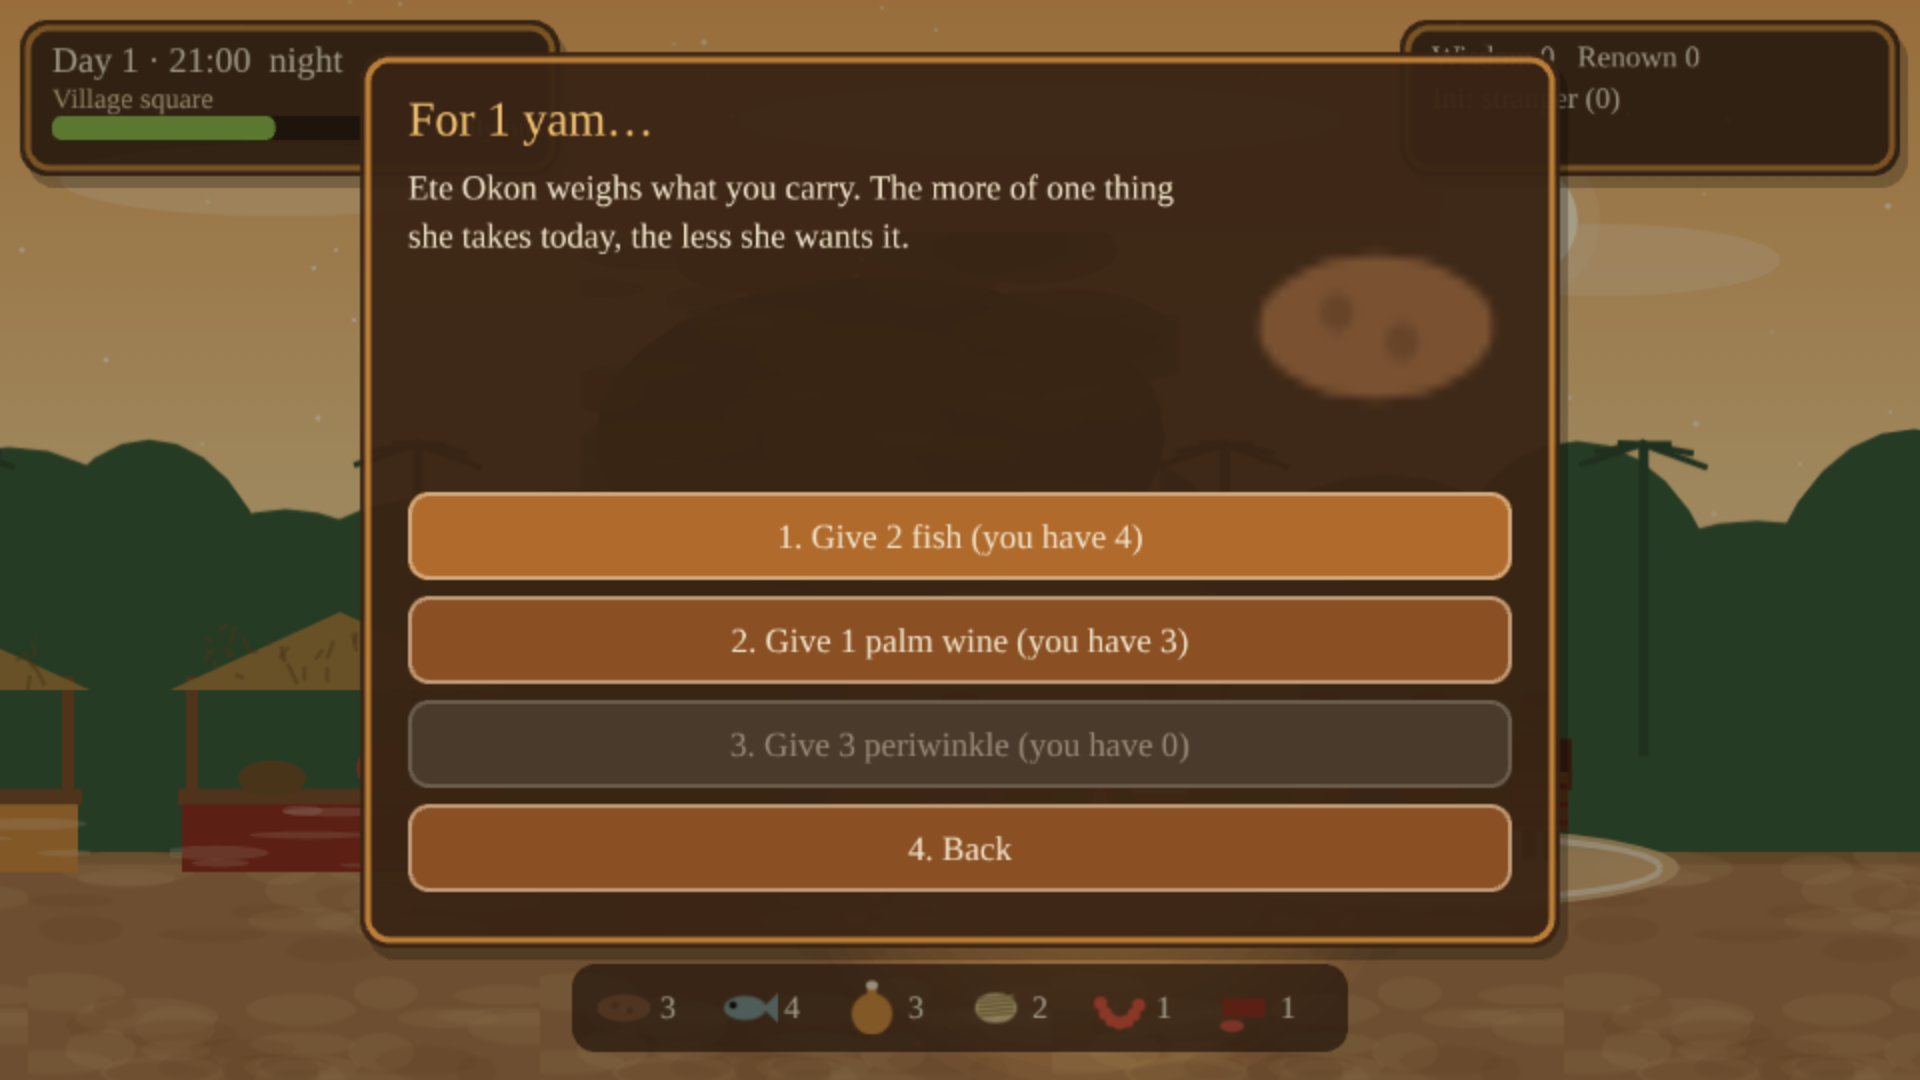 Day 1 · 21:00 night
Village square
Renown 0
(0)
For 1 yam…
Ete Okon weighs what you carry. The more of one thing
she takes today, the less she wants it.
1. Give 2 fish (you have 4)
2. Give 1 palm wine (you have 3)
3. Give 3 periwinkle (you have 0)
4. Back
3 4 3 2 1 1